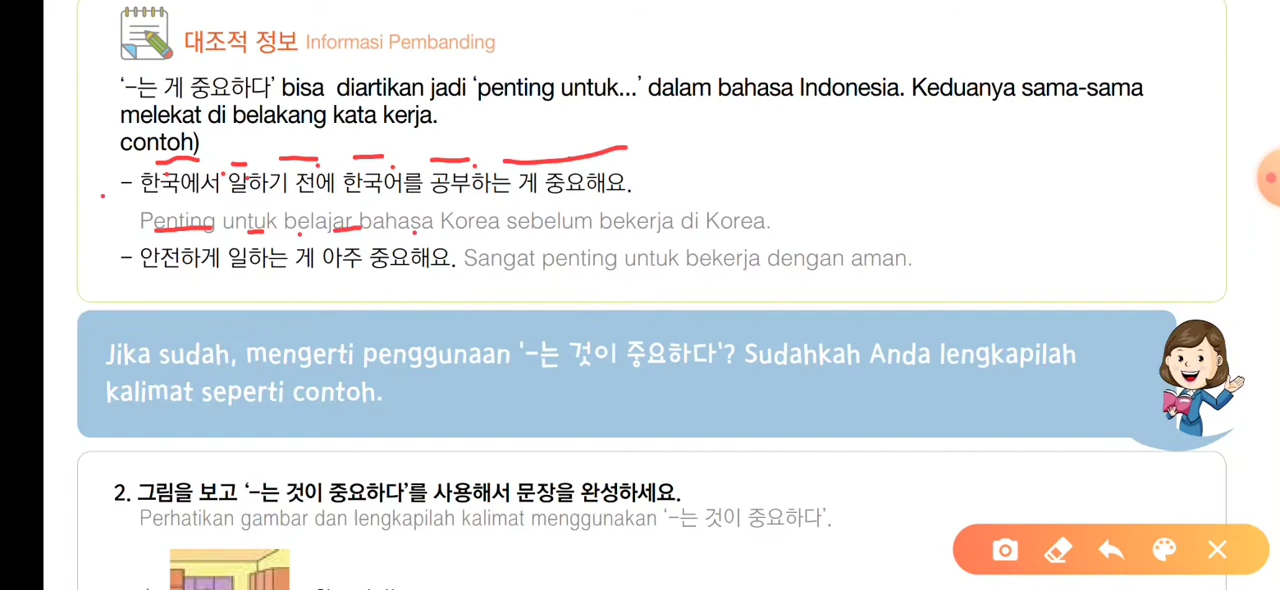 대조적 정보 Informasi Pembanding
‘-는 게 중요하다’ bisa diartikan jadi ‘penting untuk...’ dalam bahasa Indonesia. Keduanya sama-sama
melekat di belakang kata kerja.
contoh)
- 한국에서 일하기 전에 한국어를 공부하는 게 중요해요.
Penting untuk belajar bahasa Korea sebelum bekerja di Korea.
- 안전하게 일하는 게 아주 중요해요. Sangat penting untuk bekerja dengan aman.
Jika sudah, mengerti penggunaan '-는 것이 중요하다'? Sudahkah Anda lengkapilah
kalimat seperti contoh.
2. 그림을 보고 ‘-는 것이 중요하다’를 사용해서 문장을 완성하세요.
Perhatikan gambar dan lengkapilah kalimat menggunakan ‘-는 것이 중요하다’.